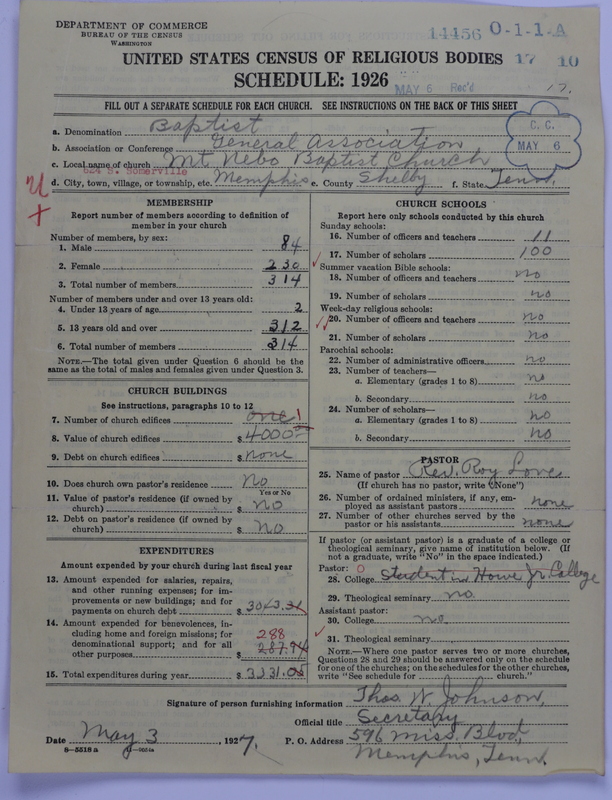 DEPARTMENT OF COMMERCE
BUREAU OF THE CENSUS
WASHINGTON
14456 0-1-1-A
UNITED STATES CENSUS OF RELIGIOUS BODIES 17 10
SCHEDULE: 1926 MAY 6 Rec'd 17.
FILL OUT A SEPARATE SCHEDULE FOR EACH CHURCH. SEE INSTRUCTIONS ON THE BACK OF THIS SHEET
a. Denomination Baptist
b. Association or Conference General Association
c. Local name of church Mt Nebo Baptist Church
C. C.
MAY 6
624 S. Somerville
d. City, town, village, or township, etc. Memphis e. County Shelby f. State Tenn.
MEMBERSHIP
Report number of members according to definition of
member in your church
Number of members, by sex:
1. Male 84
2. Female 230
3. Total number of members 314
Number of members under and over 13 years old:
4. Under 13 years of age 2
5. 13 years old and over 312
6. Total number of members 314
NOTE.—The total given under Question 6 should be the
same as the total of males and females given under Question 3.
CHURCH BUILDINGS
See instructions, paragraphs 10 to 12
7. Number of church edifices one 1
8. Value of church edifices $ 4000
9. Debt on church edifices $ none
10. Does church own pastor's residence No
Yes or No
11. Value of pastor's residence (if owned by
church) $ No
12. Debt on pastor's residence (if owned by
church) $ No
EXPENDITURES
Amount expended by your church during last fiscal year
13. Amount expended for salaries, repairs,
and other running expenses; for im-
provements or new buildings; and for
payments on church debt $ 3043.31
14. Amount expended for benevolences, in-
cluding home and foreign missions; for
denominational support; and for all 288
other purposes $ 287.74
15. Total expenditures during year $ 3331.05
CHURCH SCHOOLS
Report here only schools conducted by this church
Sunday schools:
16. Number of officers and teachers 11
17. Number of scholars 100
Summer vacation Bible schools:
18. Number of officers and teachers no
19. Number of scholars no
Week-day religious schools:
20. Number of officers and teachers no
21. Number of scholars no
Parochial schools:
22. Number of administrative officers no
23. Number of teachers—
a. Elementary (grades 1 to 8) no
b. Secondary no
24. Number of scholars—
a. Elementary (grades 1 to 8) no
b. Secondary no
PASTOR
25. Name of pastor Rev. Roy Love
(If church has no pastor, write "None")
26. Number of ordained ministers, if any, em-
ployed as assistant pastors none
27. Number of other churches served by the
pastor or his assistants none
If pastor (or assistant pastor) is a graduate of a college or
theological seminary, give name of institution below. (If
not a graduate, write "No" in the space indicated.)
Pastor: O
28. College Student in Howe Jr College
29. Theological seminary no
Assistant pastor:
30. College no
31. Theological seminary
NOTE.—Where one pastor serves two or more churches,
Questions 28 and 29 should be answered only on the schedule
for one of the churches; on the schedules for the other churches,
write "See schedule for church."
Signature of person furnishing information Thos. W. Johnson,
Official title Secretary
Date May 3, 1927. P. O. Address 596 Miss. Blvd,
8—5518 a Memphis, Tenn.